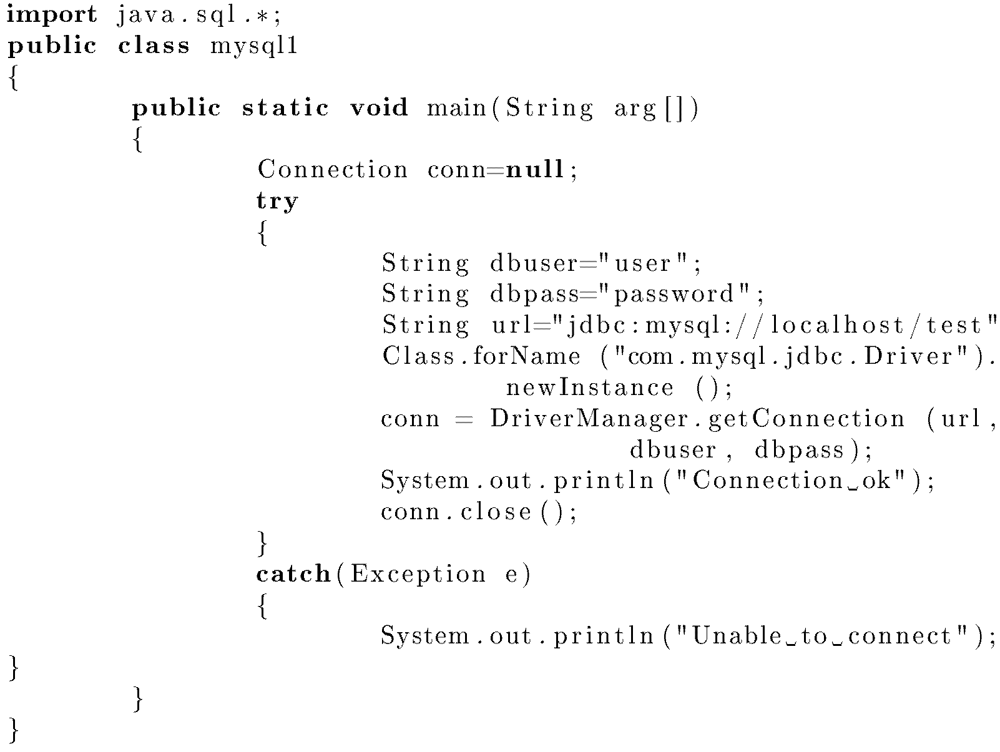 import java.sql.*;
public class mysql1
{
public static void main(String arg[])
{
Connection conn=null;
try
{
String dbuser="user";
String dbpass="password";
String url="jdbc:mysql://localhost/test"
Class.forName ("com.mysql.jdbc.Driver").
newInstance ();
conn = DriverManager.getConnection (url,
dbuser, dbpass);
System.out.println("Connection␣ok");
conn.close();
}
catch(Exception e)
{
System.out.println("Unable␣to␣connect");
}
}
}